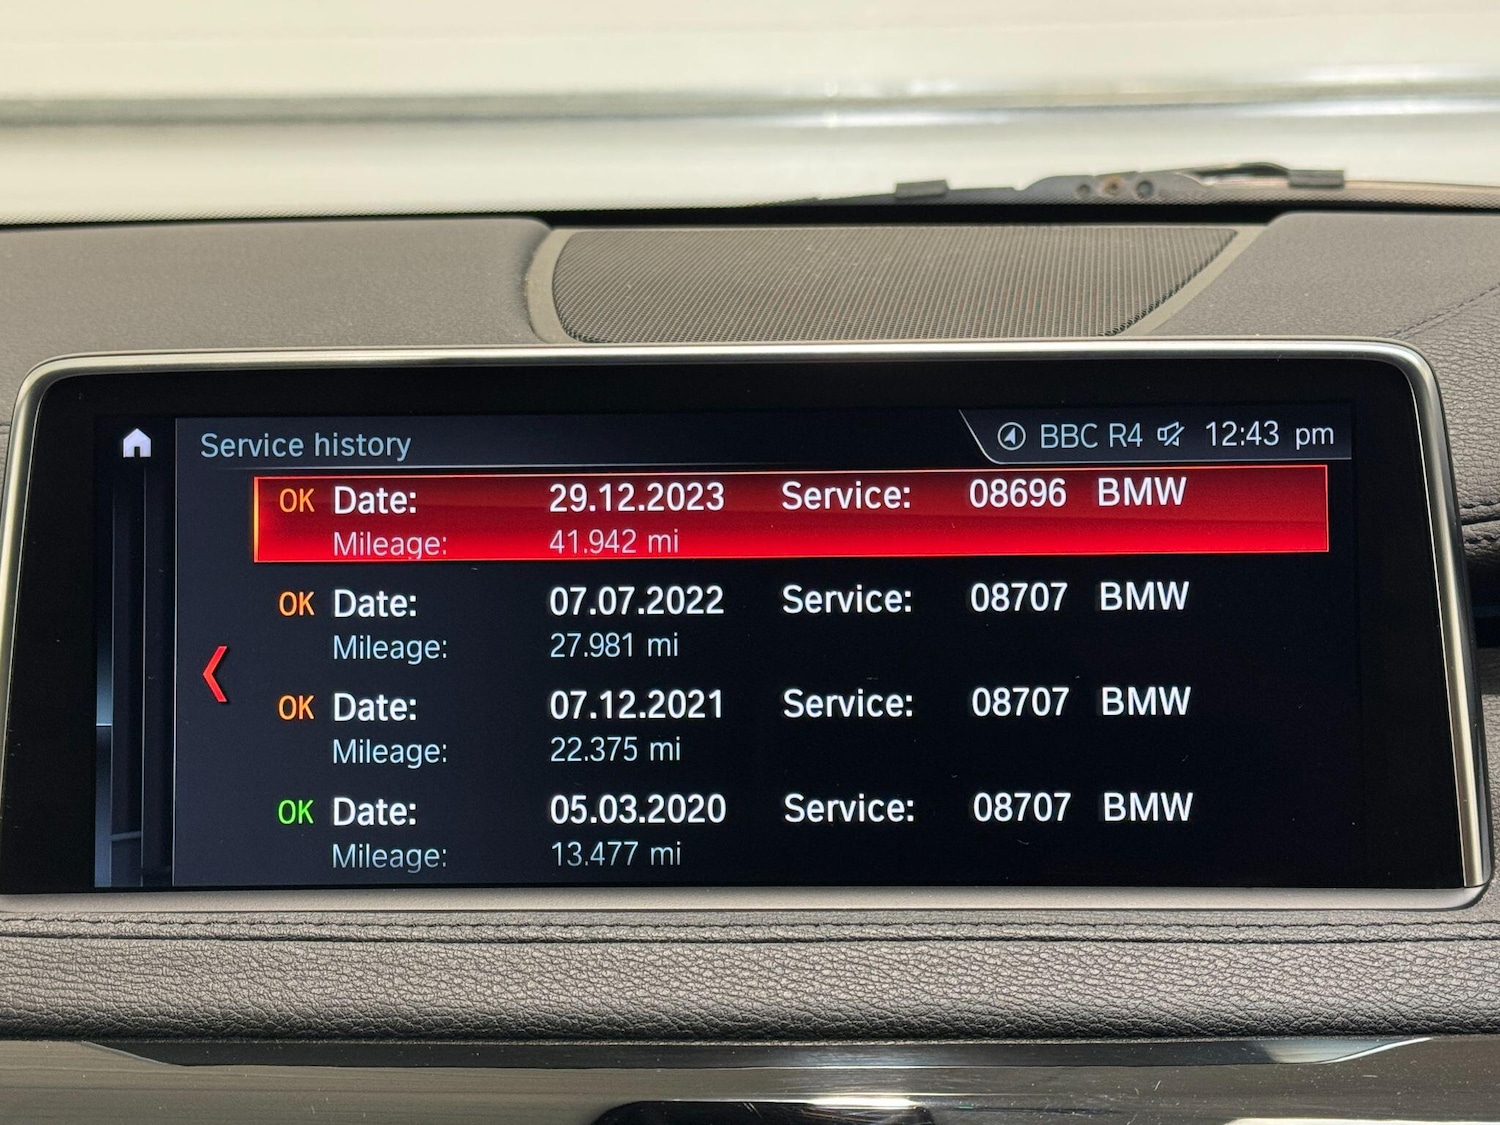 Service history BBC R4 12:43 pm
OK Date: 29.12.2023 Service: 08696 BMW
Mileage: 41.942 mi
OK Date: 07.07.2022 Service: 08707 BMW
Mileage: 27.981 mi
OK Date: 07.12.2021 Service: 08707 BMW
Mileage: 22.375 mi
OK Date: 05.03.2020 Service: 08707 BMW
Mileage: 13.477 mi